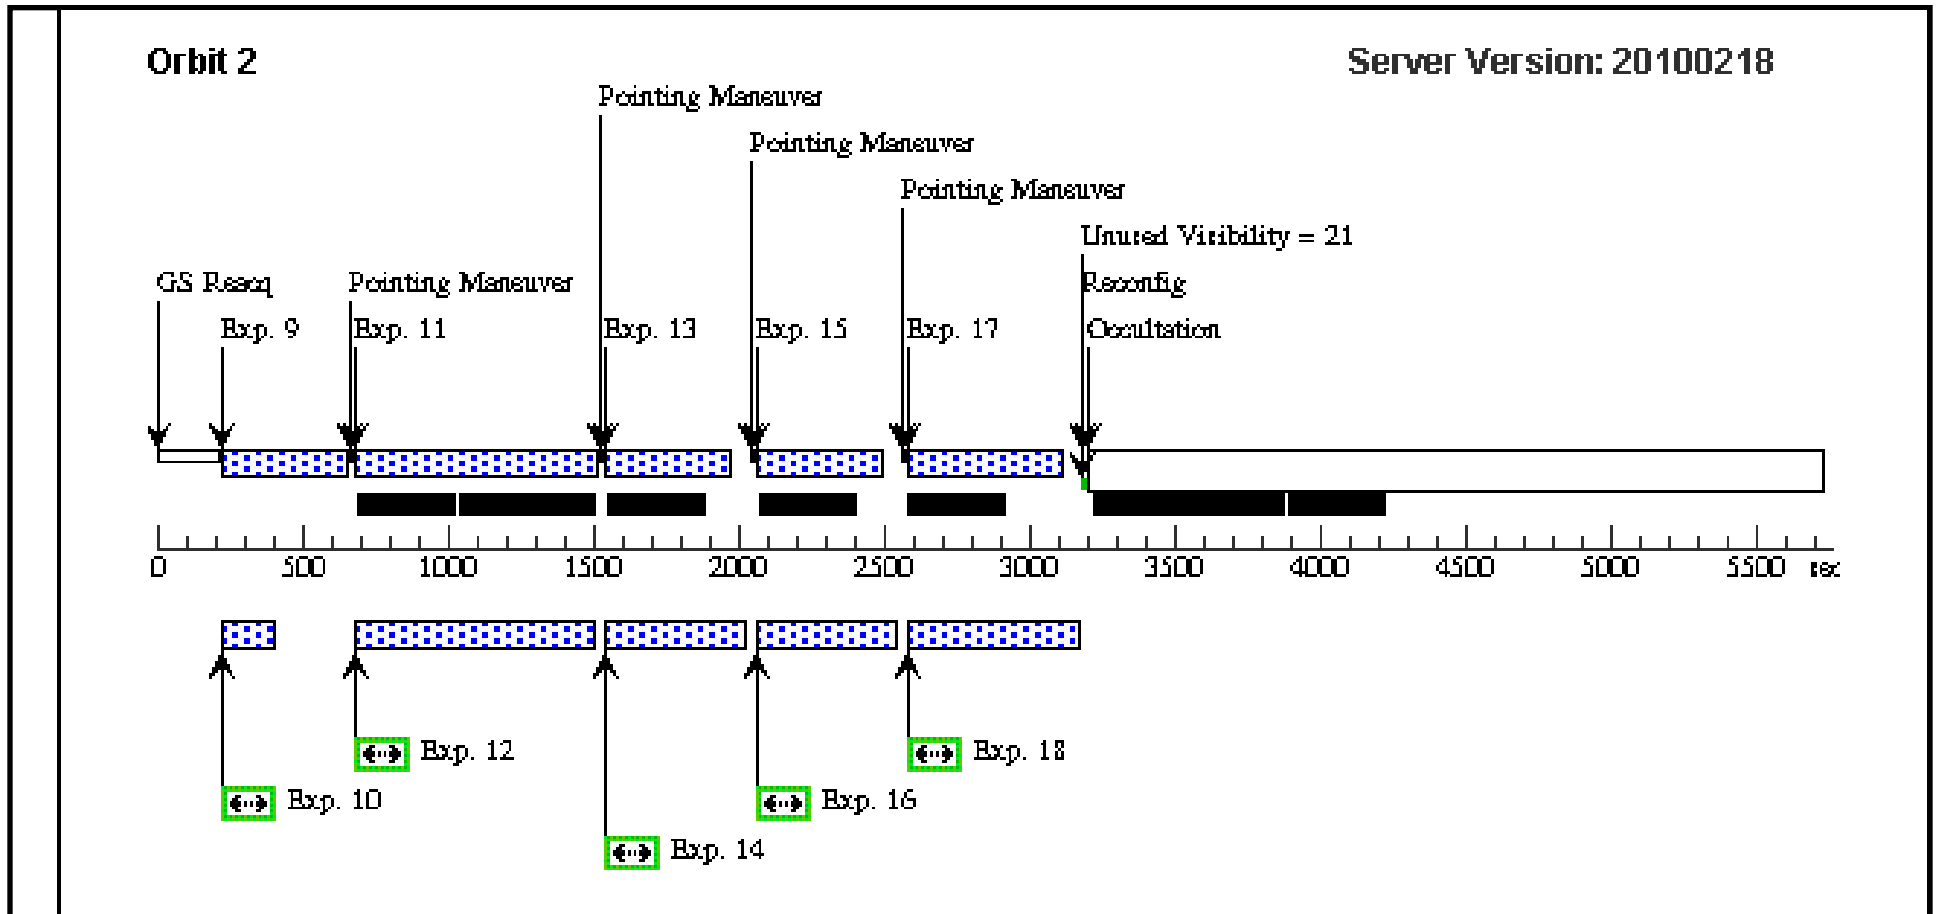 Orbit 2
Server Version: 20100218
Pointing Maneuver
Pointing Maneuver
Pointing Maneuver
Unused Visibility = 21
GS Reacq
Pointing Maneuver
Reconfig
Exp. 9
Exp. 11
Exp. 13
Exp. 15
Exp. 17
Occultation
0 500 1000 1500 2000 2500 3000 3500 4000 4500 5000 5500 sec
Exp. 12
Exp. 18
Exp. 10
Exp. 16
Exp. 14